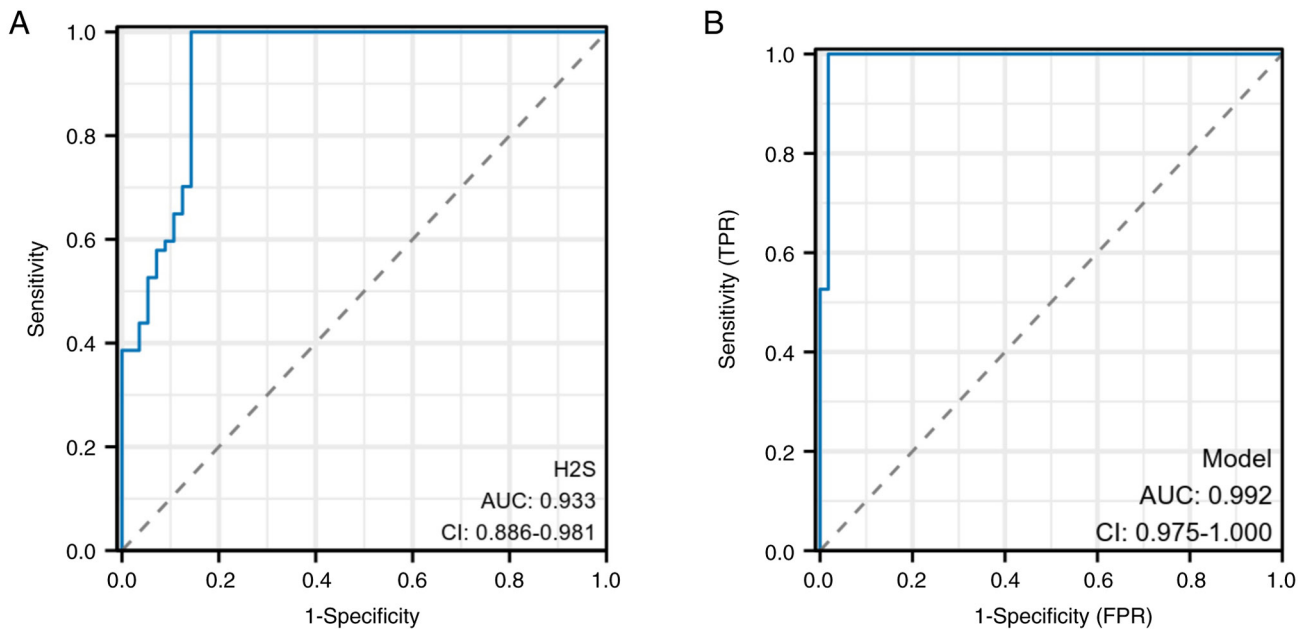 A
1.0
0.8
0.6
0.4
0.2
0.0
Sensitivity
H2S
AUC: 0.933
CI: 0.886-0.981
0.0 0.2 0.4 0.6 0.8 1.0
1-Specificity
B
1.0
0.8
0.6
0.4
0.2
0.0
Sensitivity (TPR)
Model
AUC: 0.992
CI: 0.975-1.000
0.0 0.2 0.4 0.6 0.8 1.0
1-Specificity (FPR)